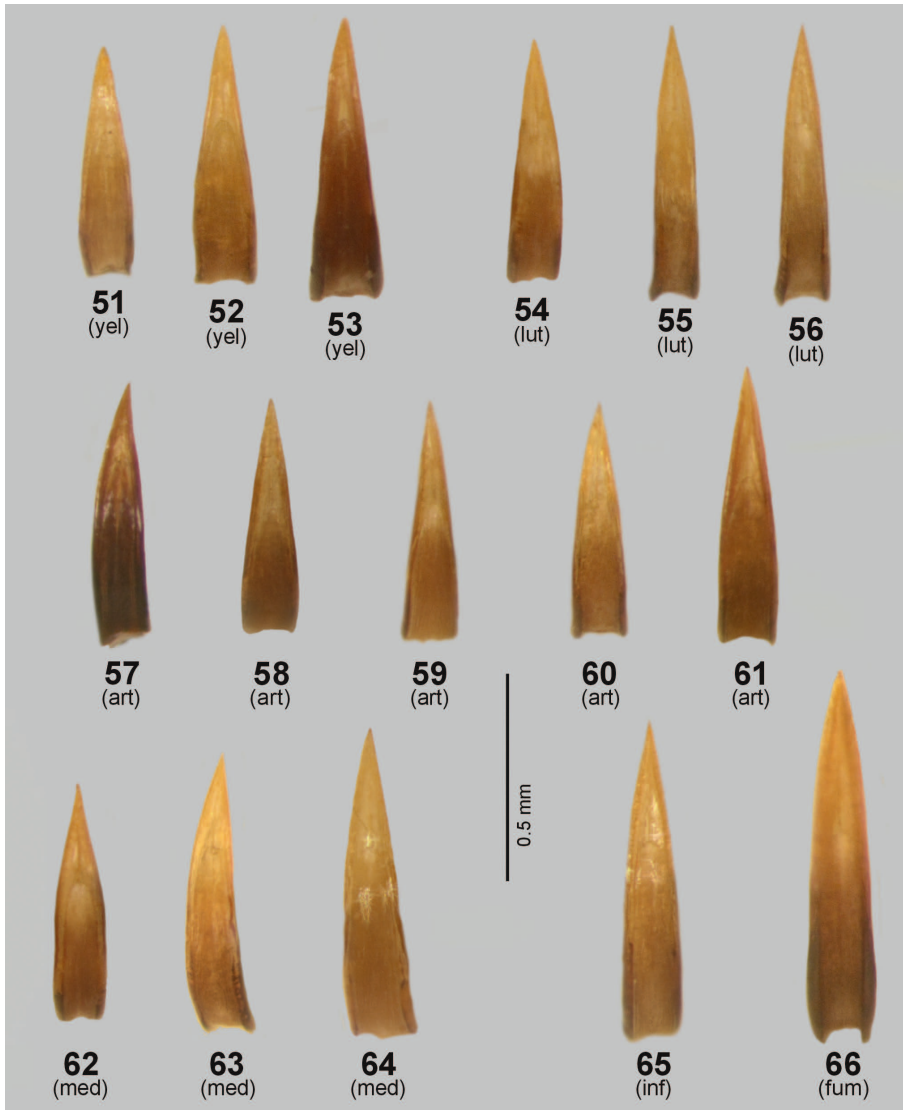 51 52 53 54 55 56
(yel) (yel) (yel) (lut) (lut) (lut)
57 58 59 60 61
(art) (art) (art) (art) (art)
0.5 mm
62 63 64 65 66
(med) (med) (med) (inf) (fum)